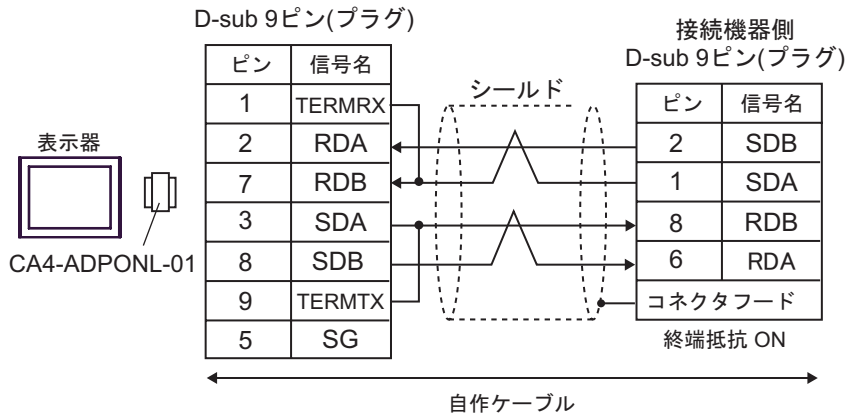 D-sub 9ピン(プラグ)
ピン 信号名
1 TERMRX
2 RDA
7 RDB
3 SDA
8 SDB
9 TERMTX
5 SG
表示器
CA4-ADPONL-01
シールド
接続機器側
D-sub 9ピン(プラグ)
ピン 信号名
2 SDB
1 SDA
8 RDB
6 RDA
コネクタフード
終端抵抗 ON
自作ケーブル